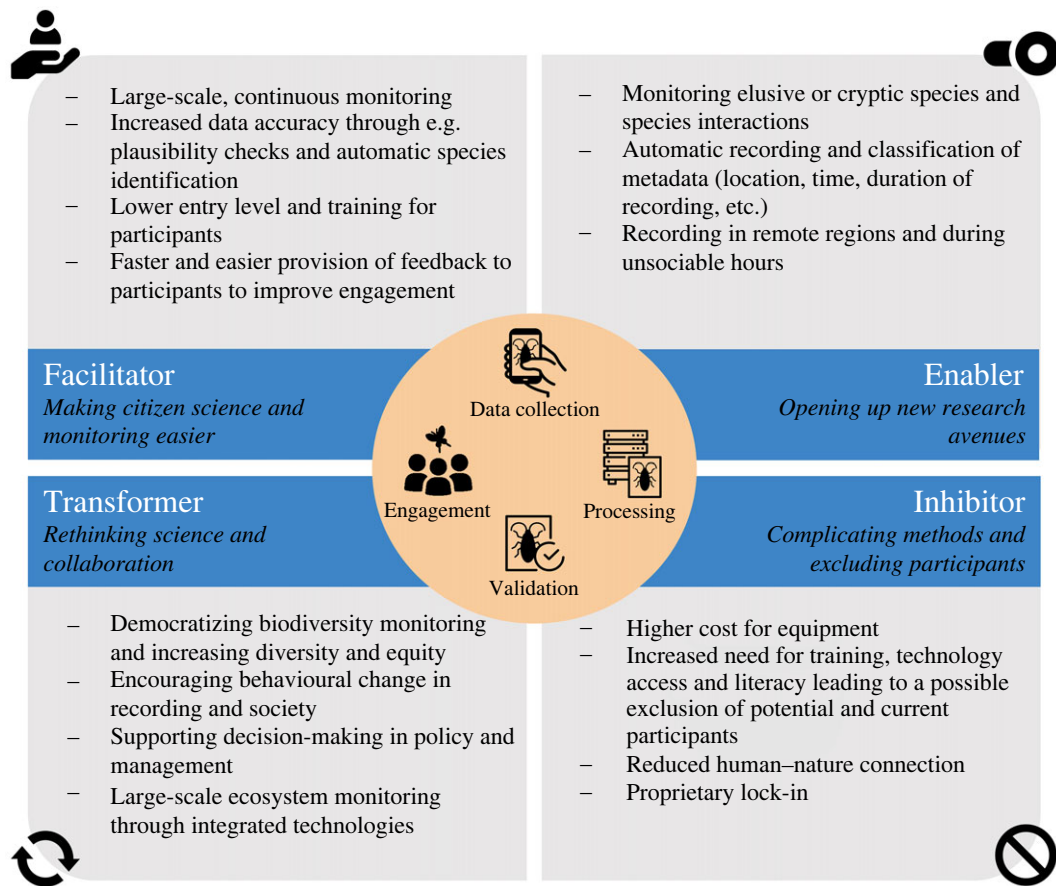 – Large-scale, continuous monitoring
– Increased data accuracy through e.g.
plausibility checks and automatic species
identification
– Lower entry level and training for
participants
– Faster and easier provision of feedback to
participants to improve engagement
– Monitoring elusive or cryptic species and
species interactions
– Automatic recording and classification of
metadata (location, time, duration of
recording, etc.)
– Recording in remote regions and during
unsociable hours
Facilitator
Making citizen science and
monitoring easier
Enabler
Opening up new research
avenues
Data collection
Engagement
Processing
Validation
Transformer
Rethinking science and
collaboration
Inhibitor
Complicating methods and
excluding participants
– Democratizing biodiversity monitoring
and increasing diversity and equity
– Encouraging behavioural change in
recording and society
– Supporting decision-making in policy and
management
– Large-scale ecosystem monitoring
through integrated technologies
– Higher cost for equipment
– Increased need for training, technology
access and literacy leading to a possible
exclusion of potential and current
participants
– Reduced human–nature connection
– Proprietary lock-in